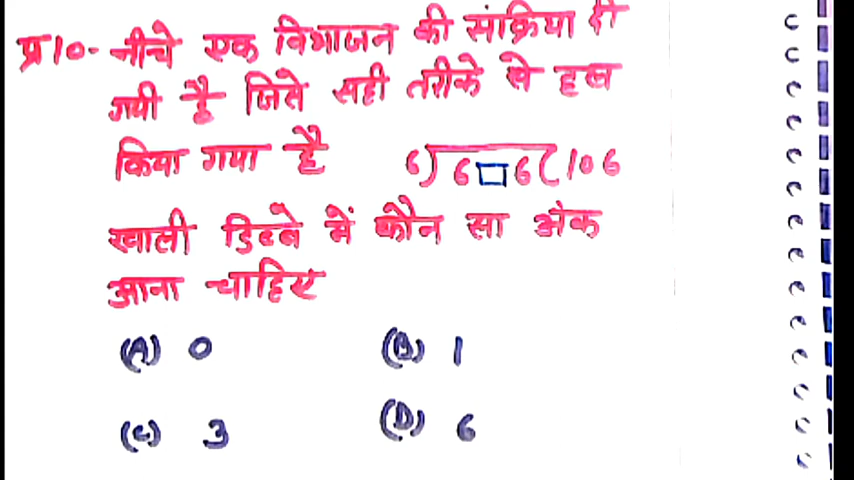 प्र10- नीचे एक विभाजन की संक्रिया दी
गयी है जिसे सही तरीके से हल
किया गया है 6)6□6(106
खाली डिब्बे में कौन सा अंक
आना चाहिए
(A) 0 (B) 1
(C) 3 (D) 6